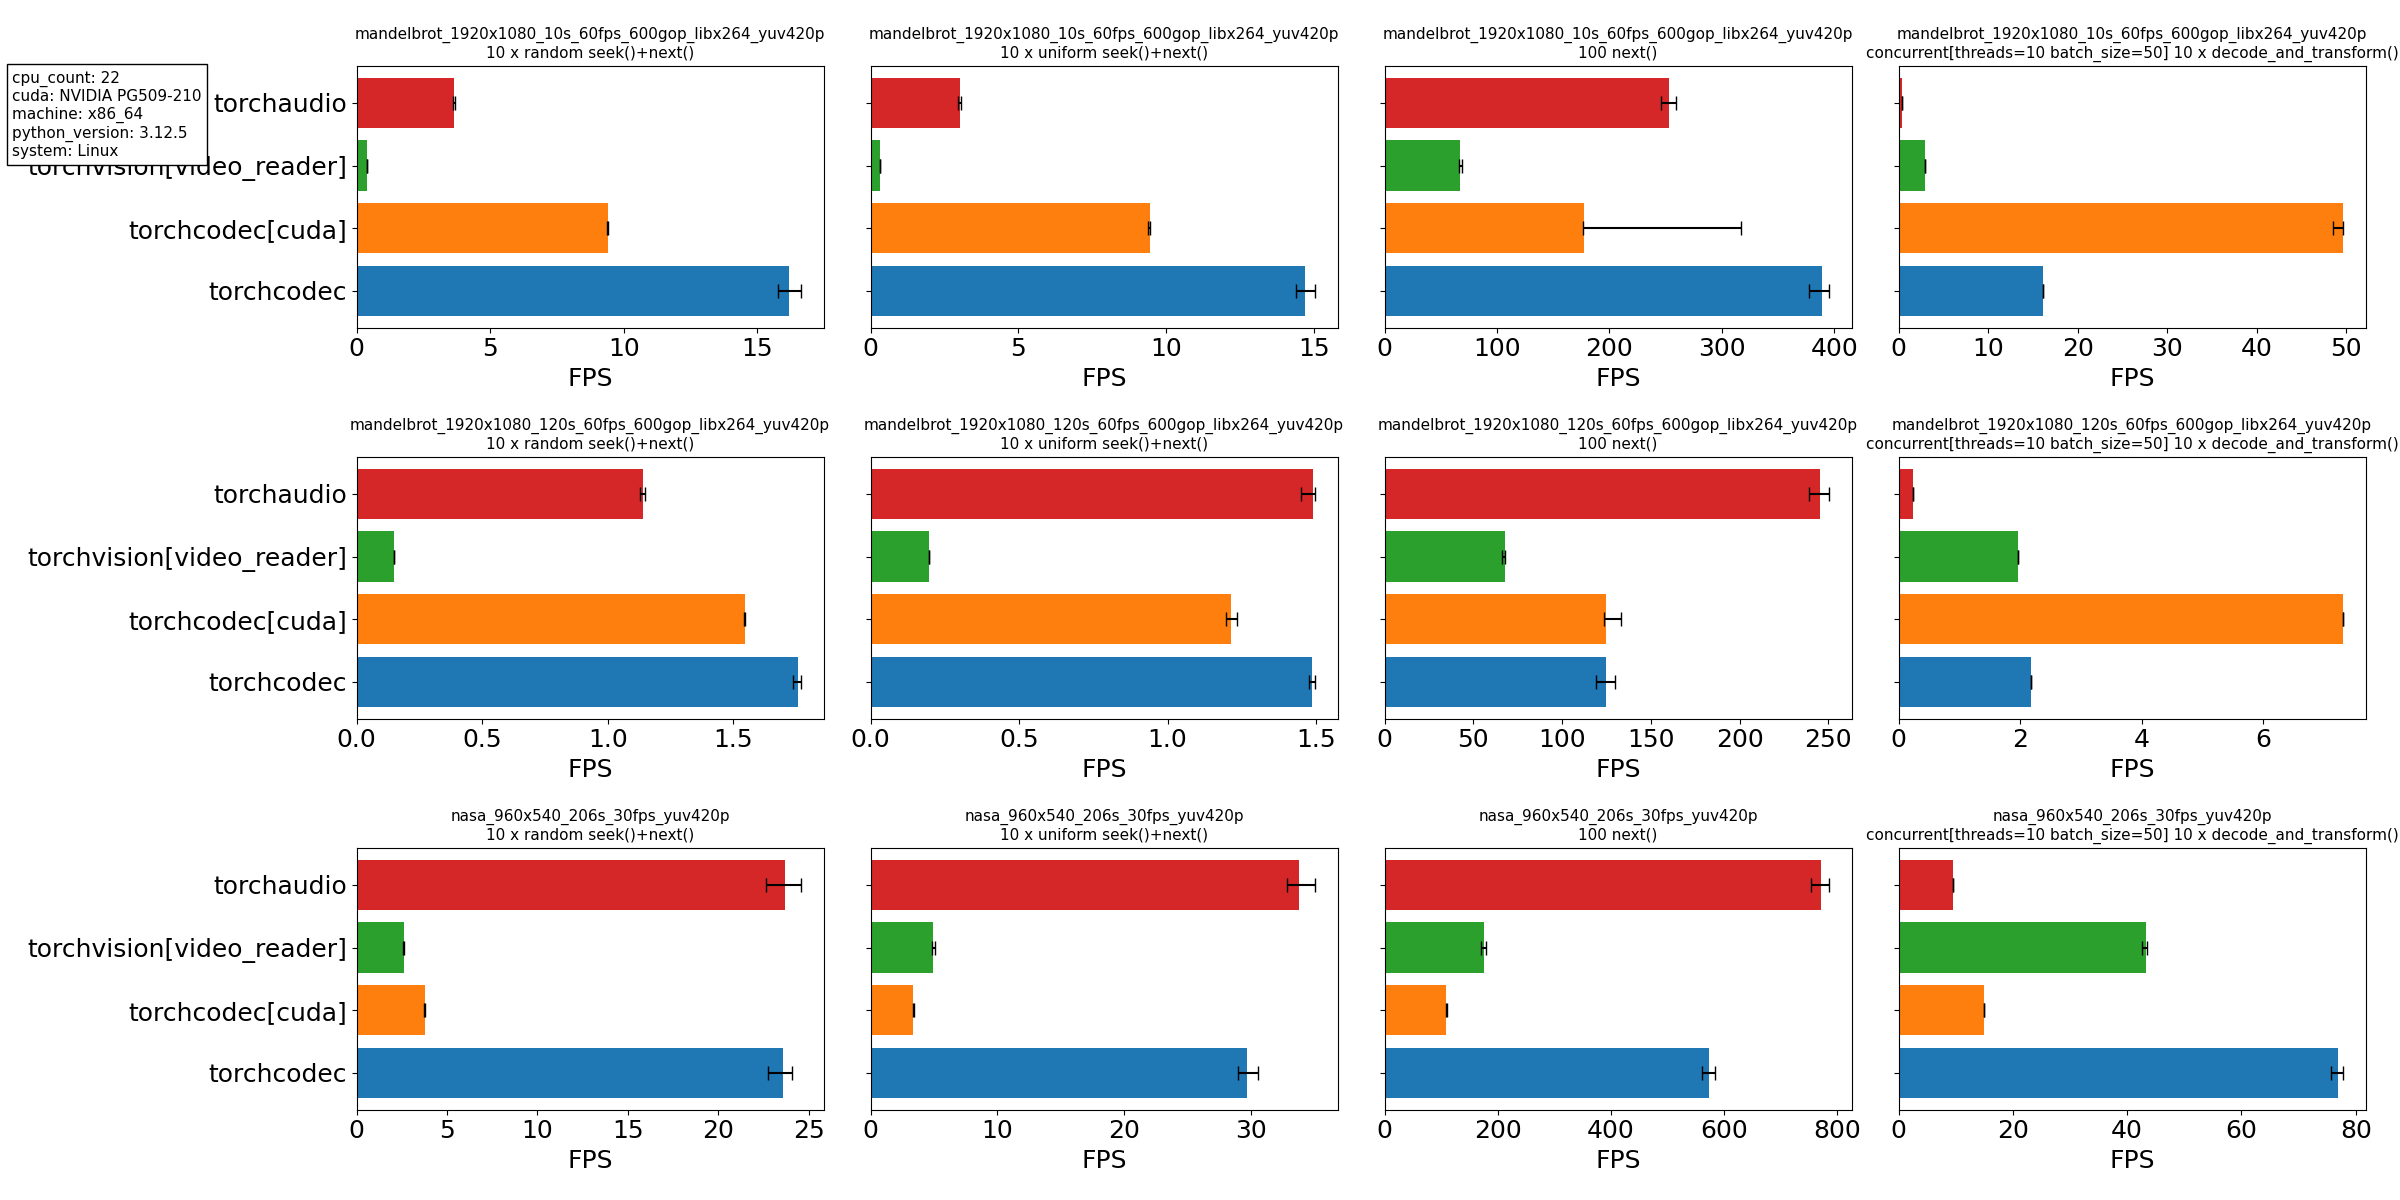 cpu_count: 22
cuda: NVIDIA PG509-210
machine: x86_64
python_version: 3.12.5
system: Linux
mandelbrot_1920x1080_10s_60fps_600gop_libx264_yuv420p
10 x random seek()+next()
torchaudio
torchvision[video_reader]
torchcodec[cuda]
torchcodec
0 5 10 15
FPS
mandelbrot_1920x1080_10s_60fps_600gop_libx264_yuv420p
10 x uniform seek()+next()
0 5 10 15
FPS
mandelbrot_1920x1080_10s_60fps_600gop_libx264_yuv420p
100 next()
0 100 200 300 400
FPS
mandelbrot_1920x1080_10s_60fps_600gop_libx264_yuv420p
concurrent[threads=10 batch_size=50] 10 x decode_and_transform()
0 10 20 30 40 50
FPS
mandelbrot_1920x1080_120s_60fps_600gop_libx264_yuv420p
10 x random seek()+next()
torchaudio
torchvision[video_reader]
torchcodec[cuda]
torchcodec
0.0 0.5 1.0 1.5
FPS
mandelbrot_1920x1080_120s_60fps_600gop_libx264_yuv420p
10 x uniform seek()+next()
0.0 0.5 1.0 1.5
FPS
mandelbrot_1920x1080_120s_60fps_600gop_libx264_yuv420p
100 next()
0 50 100 150 200 250
FPS
mandelbrot_1920x1080_120s_60fps_600gop_libx264_yuv420p
concurrent[threads=10 batch_size=50] 10 x decode_and_transform()
0 2 4 6
FPS
nasa_960x540_206s_30fps_yuv420p
10 x random seek()+next()
torchaudio
torchvision[video_reader]
torchcodec[cuda]
torchcodec
0 5 10 15 20 25
FPS
nasa_960x540_206s_30fps_yuv420p
10 x uniform seek()+next()
0 10 20 30
FPS
nasa_960x540_206s_30fps_yuv420p
100 next()
0 200 400 600 800
FPS
nasa_960x540_206s_30fps_yuv420p
concurrent[threads=10 batch_size=50] 10 x decode_and_transform()
0 20 40 60 80
FPS